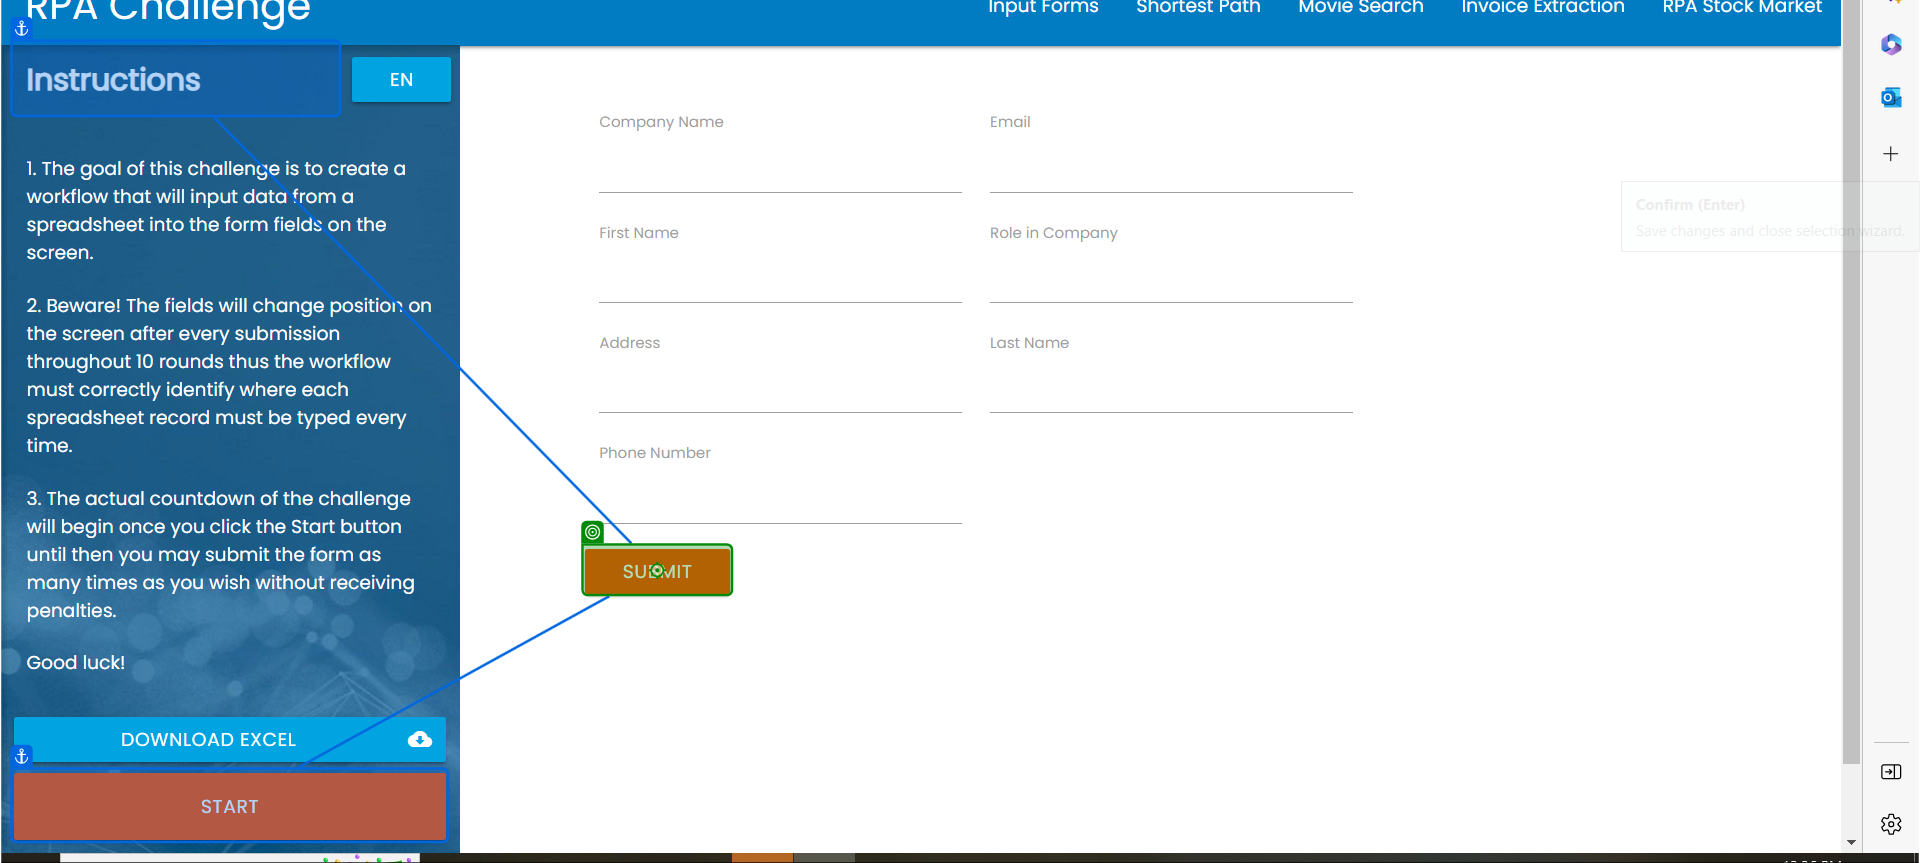 RPA Challenge
Input Forms Shortest Path Movie Search Invoice Extraction RPA Stock Market
Instructions
EN
1. The goal of this challenge is to create a
workflow that will input data from a
spreadsheet into the form fields on the
screen.
2. Beware! The fields will change position on
the screen after every submission
throughout 10 rounds thus the workflow
must correctly identify where each
spreadsheet record must be typed every
time.
3. The actual countdown of the challenge
will begin once you click the Start button
until then you may submit the form as
many times as you wish without receiving
penalties.
Good luck!
DOWNLOAD EXCEL
START
Company Name
Email
First Name
Role in Company
Address
Last Name
Phone Number
SUBMIT
Confirm (Enter)
Save changes and close selection wizard.